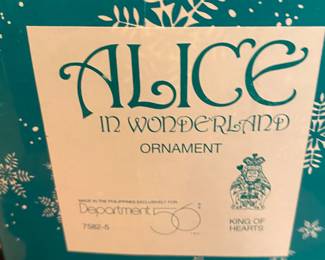 ALICE
IN WONDERLAND
ORNAMENT
MADE IN THE PHILIPPINES EXCLUSIVELY FOR
Department 56
7582-5
KING OF
HEARTS